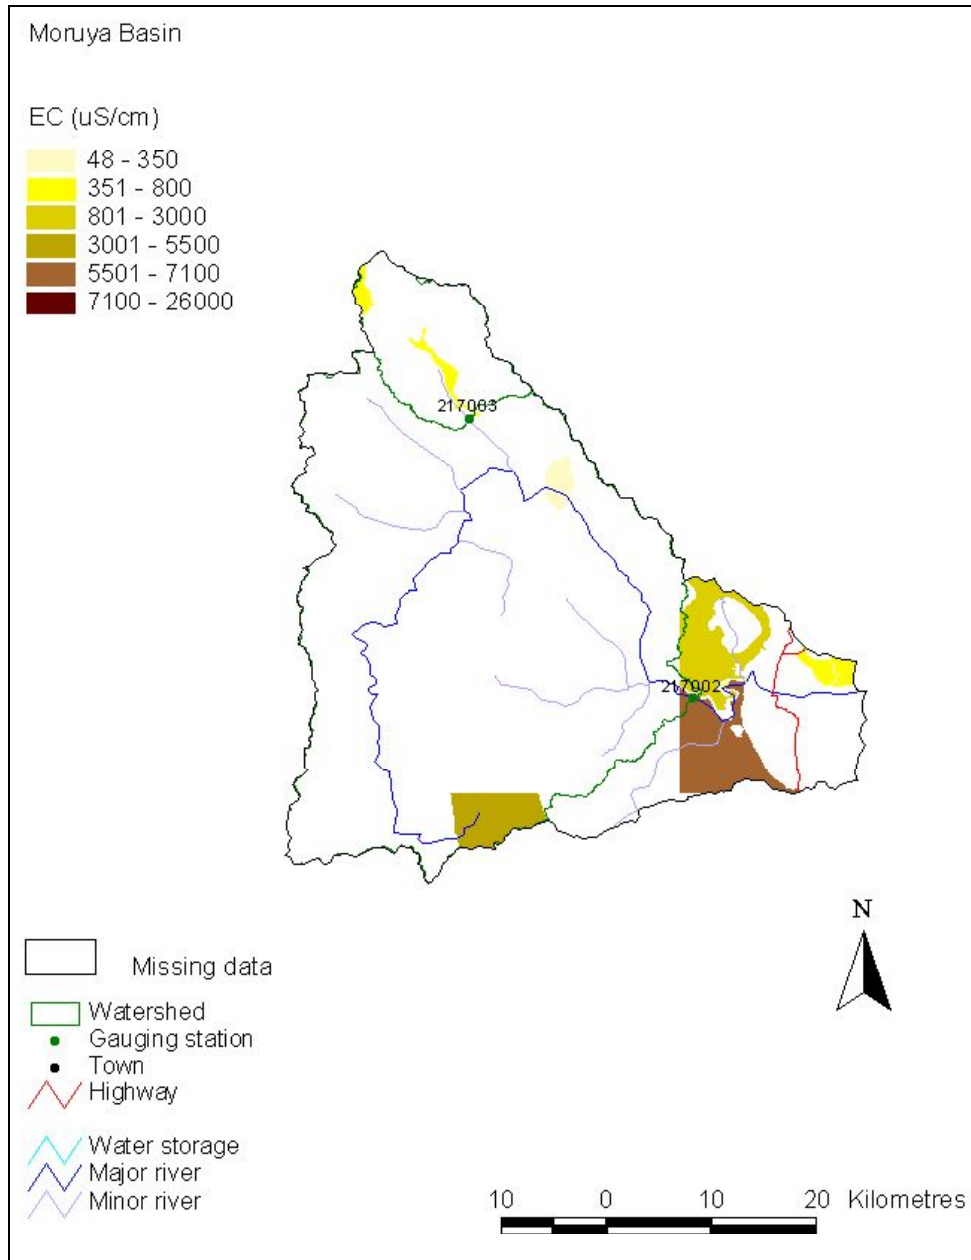 Moruya Basin
EC (uS/cm)
48 - 350
351 - 800
801 - 3000
3001 - 5500
5501 - 7100
7100 - 26000
217003
217002
N
Missing data
Watershed
Gauging station
Town
Highway
Water storage
Major river
Minor river
10 0 10 20 Kilometres